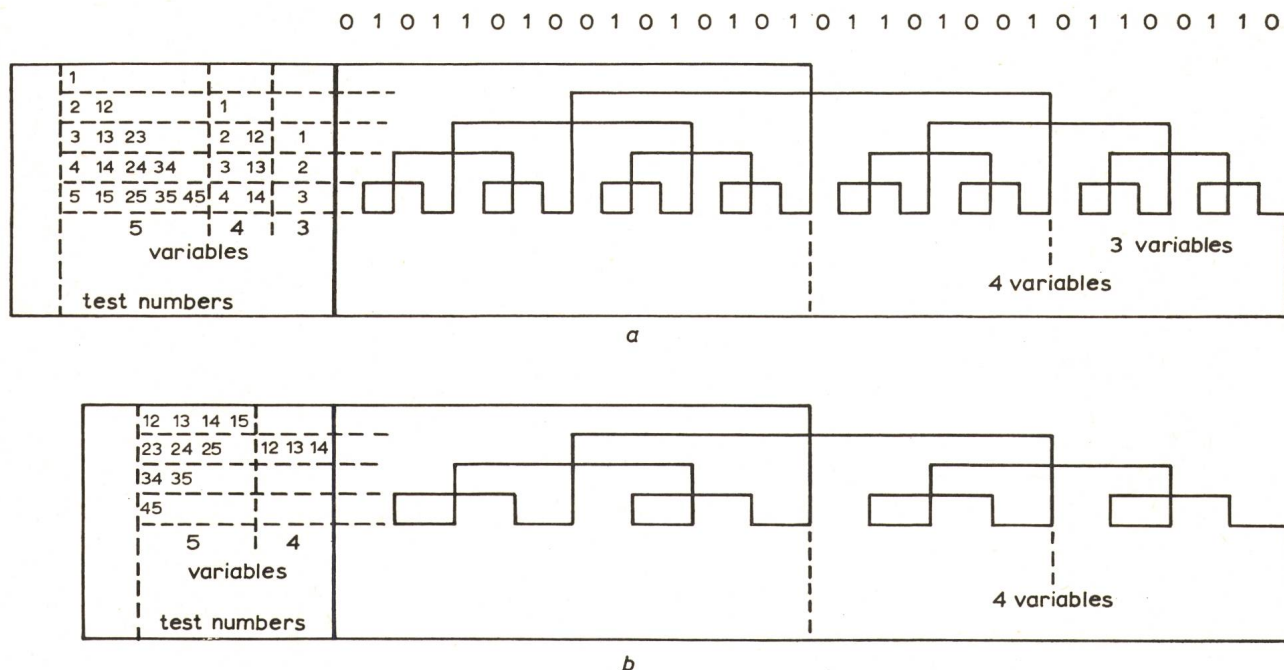 0 1 0 1 1 0 1 0 1 0 0 1 0 1 0 1 0 1 1 0 1 0 0 1 0 1 1 0 0 1 1 0
1
2 12 1
3 13 23 2 12 1
4 14 24 34 3 13 2
5 15 25 35 45 4 14 3
5 4 3
variables
test numbers
3 variables
4 variables
a
12 13 14 15
23 24 25 12 13 14
34 35
45
5 4
variables
test numbers
4 variables
b